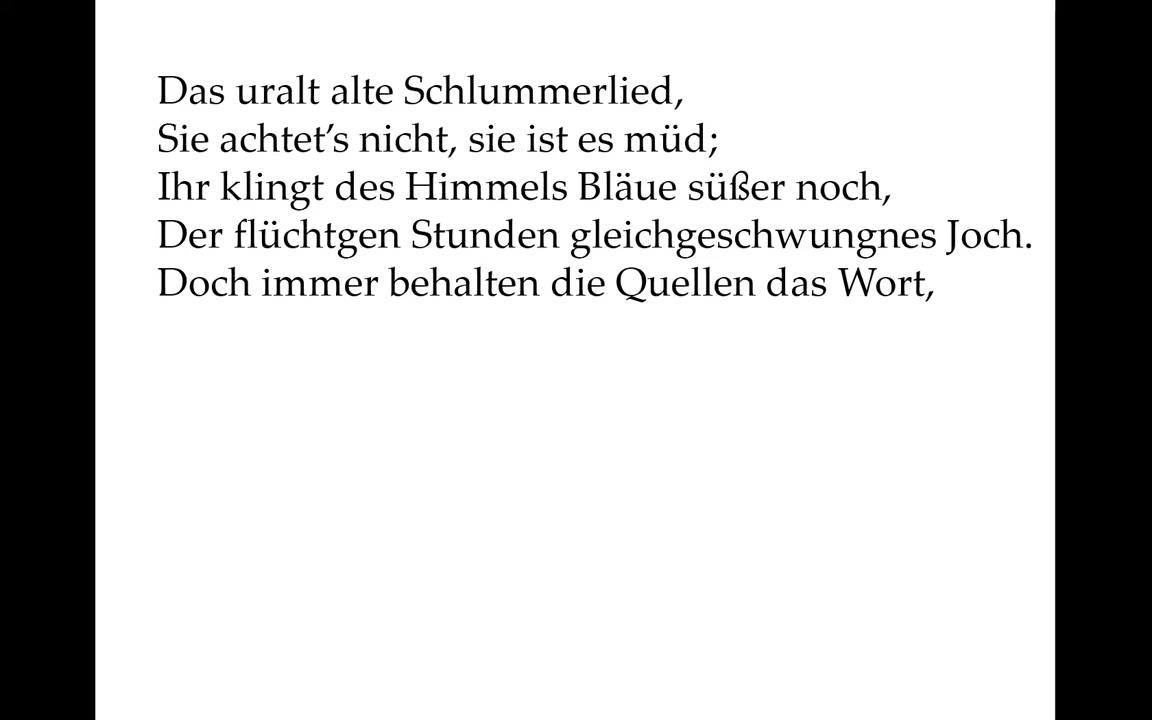 Das uralt alte Schlummerlied,
Sie achtet’s nicht, sie ist es müd;
Ihr klingt des Himmels Bläue süßer noch,
Der flüchtgen Stunden gleichgeschwungnes Joch.
Doch immer behalten die Quellen das Wort,